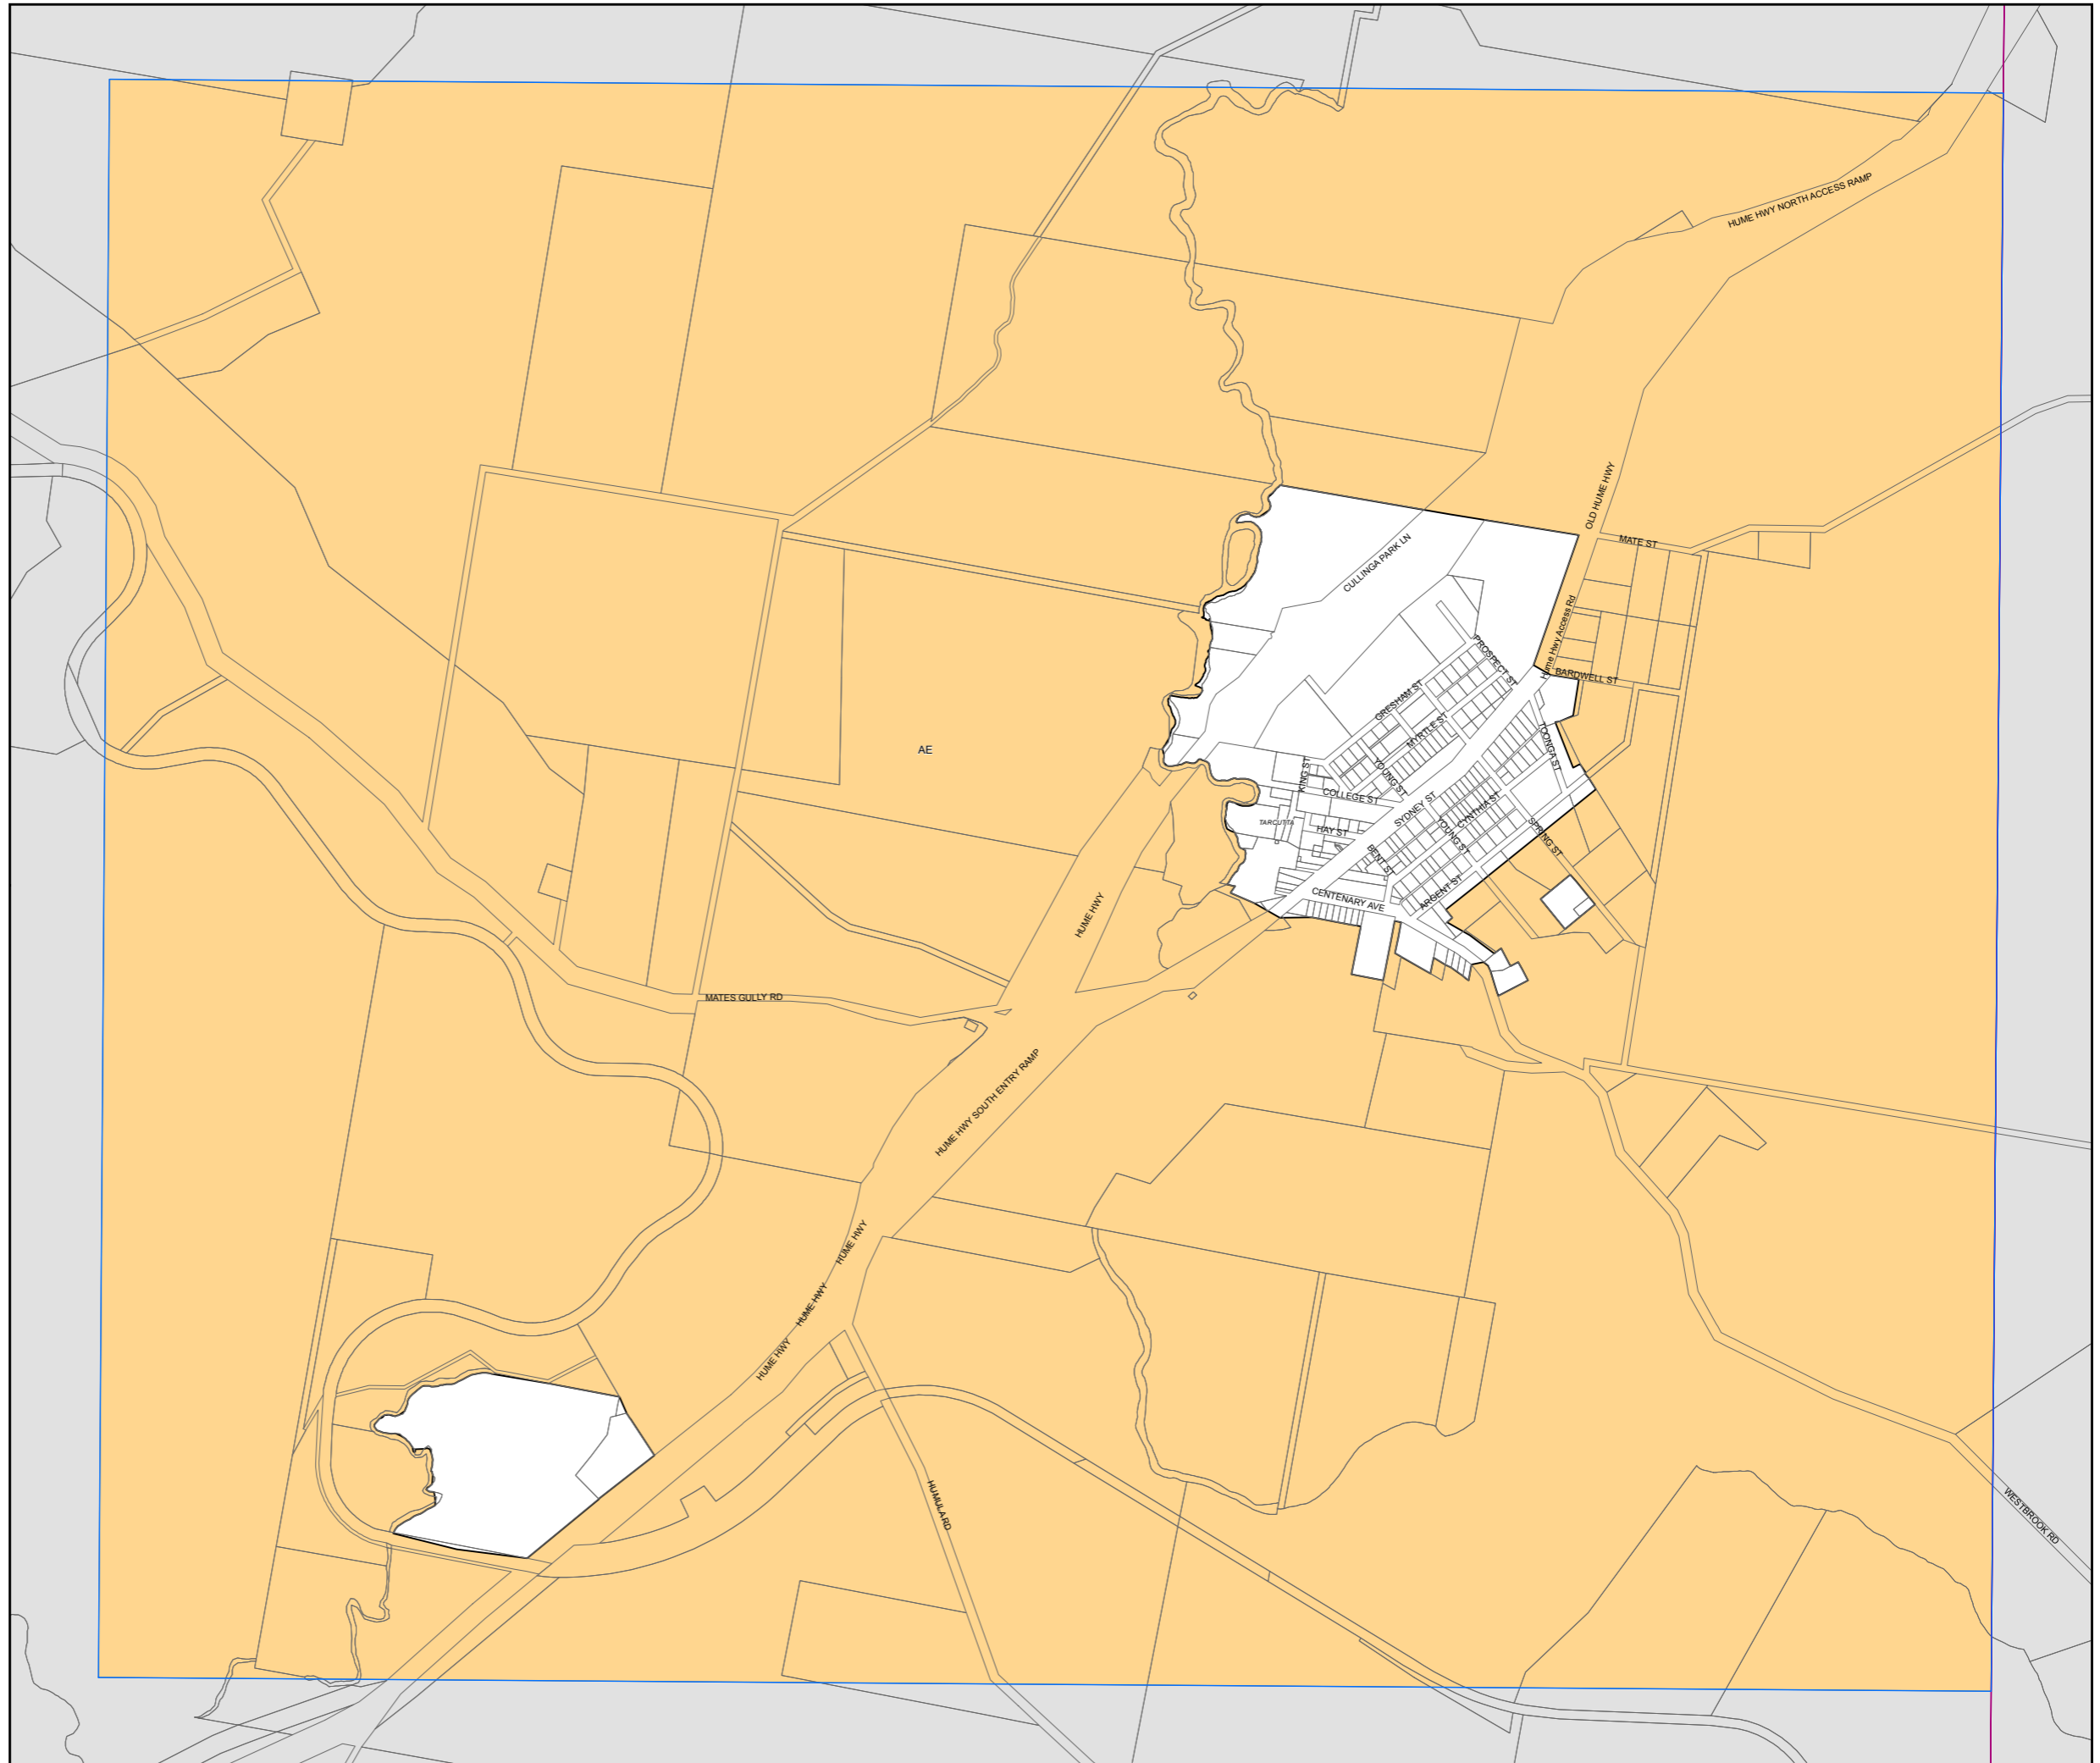 HUME HWY NORTH ACCESS RAMP
OLD HUME HWY
MATE ST
CULLINGA PARK LN
Hume Hwy Access Rd
PROSPECT ST
BARDWELL ST
GRESHAM ST
MYRTLE ST
TOONGA ST
AE
KING ST
YOUNG ST
COLLEGE ST
SYDNEY ST
CYNTHIA ST
TARCUTTA
HAY ST
YOUNG ST
SPRING ST
BENT ST
ARGENT ST
CENTENARY AVE
HUME HWY
MATES GULLY RD
HUME HWY SOUTH ENTRY RAMP
HUME HWY
HUME HWY
HUME HWY
HUMULA RD
WESTBROOK RD